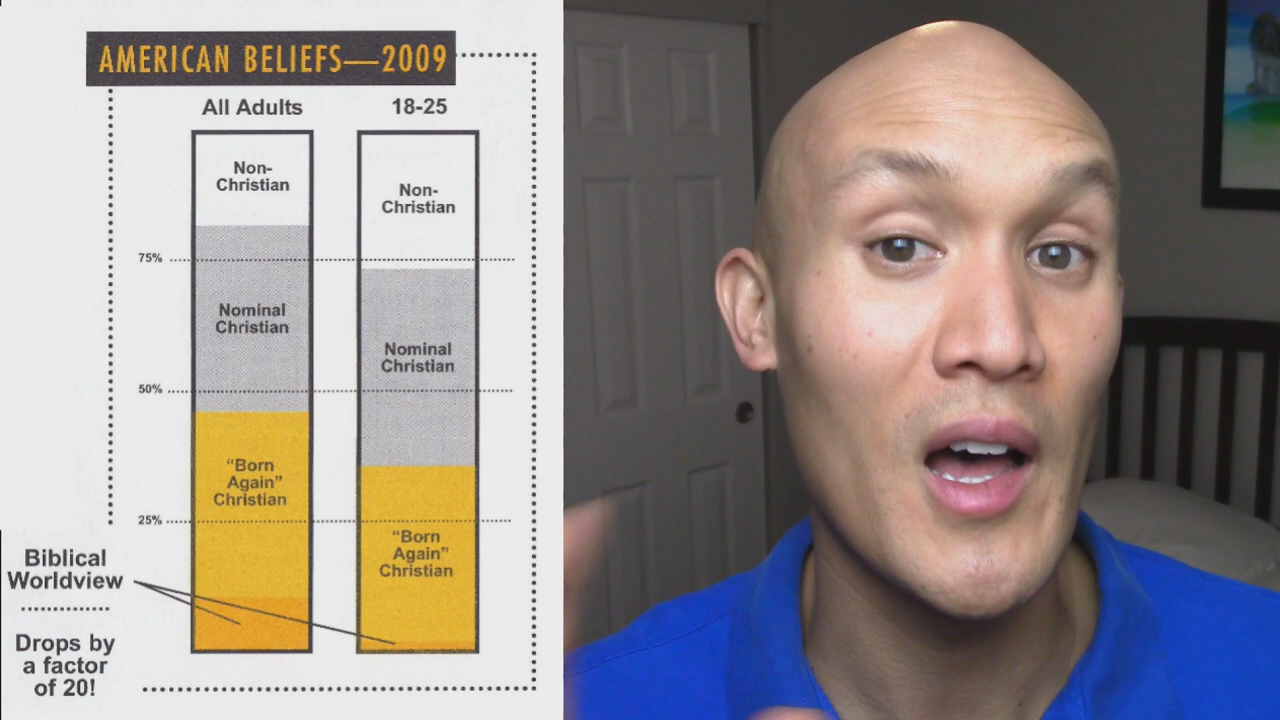 AMERICAN BELIEFS—2009
All Adults
18-25
Non-
Christian
Non-
Christian
75%
Nominal
Christian
Nominal
Christian
50%
“Born
Again”
Christian
25%
“Born
Again”
Christian
Biblical
Worldview
Drops by
a factor
of 20!